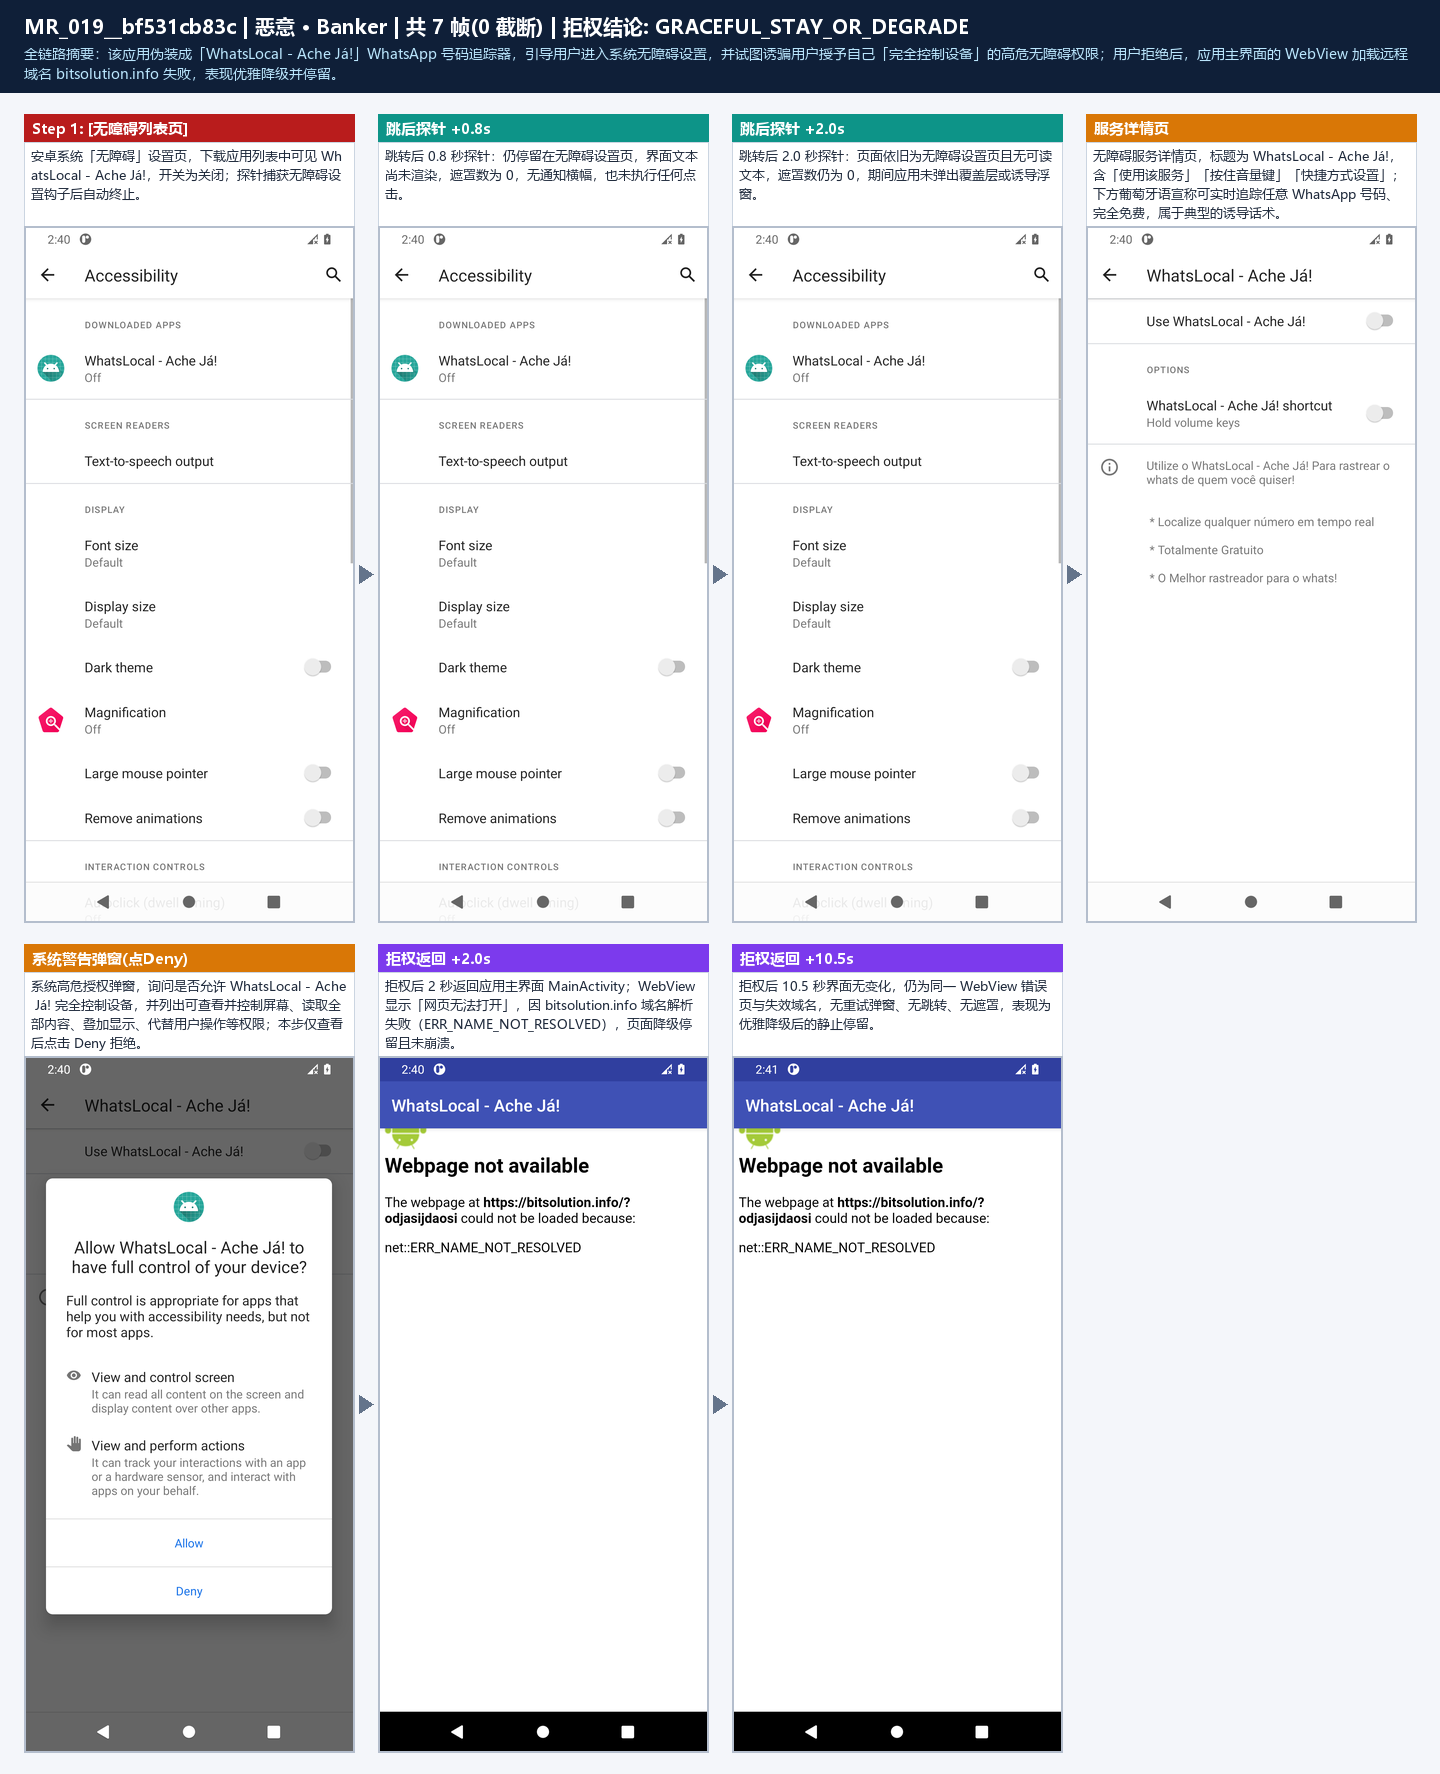 MR_019__bf531cb83c | 恶意 • Banker | 共 7 帧(0 截断) | 拒权结论: GRACEFUL_STAY_OR_DEGRADE
全链路摘要：该应用伪装成「WhatsLocal - Ache Já!」WhatsApp 号码追踪器，引导用户进入系统无障碍设置，并试图诱骗用户授予自己「完全控制设备」的高危无障碍权限；用户拒绝后，应用主界面的 WebView 加载远程
域名 bitsolution.info 失败，表现优雅降级并停留。
Step 1: [无障碍列表页]
安卓系统「无障碍」设置页，下载应用列表中可见 Wh
atsLocal - Ache Já!，开关为关闭；探针捕获无障碍设
置钩子后自动终止。
2:40
Accessibility
DOWNLOADED APPS
WhatsLocal - Ache Já!
Off
SCREEN READERS
Text-to-speech output
DISPLAY
Font size
Default
Display size
Default
Dark theme
Magnification
Off
Large mouse pointer
Remove animations
INTERACTION CONTROLS
跳后探针 +0.8s
跳转后 0.8 秒探针：仍停留在无障碍设置页，界面文本
尚未渲染，遮罩数为 0，无通知横幅，也未执行任何点
击。
2:40
Accessibility
DOWNLOADED APPS
WhatsLocal - Ache Já!
Off
SCREEN READERS
Text-to-speech output
DISPLAY
Font size
Default
Display size
Default
Dark theme
Magnification
Off
Large mouse pointer
Remove animations
INTERACTION CONTROLS
跳后探针 +2.0s
跳转后 2.0 秒探针：页面依旧为无障碍设置页且无可读
文本，遮罩数仍为 0，期间应用未弹出覆盖层或诱导浮
窗。
2:40
Accessibility
DOWNLOADED APPS
WhatsLocal - Ache Já!
Off
SCREEN READERS
Text-to-speech output
DISPLAY
Font size
Default
Display size
Default
Dark theme
Magnification
Off
Large mouse pointer
Remove animations
INTERACTION CONTROLS
服务详情页
无障碍服务详情页，标题为 WhatsLocal - Ache Já!，
含「使用该服务」「按住音量键」「快捷方式设置」；
下方葡萄牙语宣称可实时追踪任意 WhatsApp 号码、
完全免费，属于典型的诱导话术。
2:40
WhatsLocal - Ache Já!
Use WhatsLocal - Ache Já!
OPTIONS
WhatsLocal - Ache Já! shortcut
Hold volume keys
Utilize o WhatsLocal - Ache Já! Para rastrear o
whats de quem você quiser!
* Localize qualquer número em tempo real
* Totalmente Gratuito
* O Melhor rastreador para o whats!
系统警告弹窗(点Deny)
系统高危授权弹窗，询问是否允许 WhatsLocal - Ache
Já! 完全控制设备，并列出可查看并控制屏幕、读取全
部内容、叠加显示、代替用户操作等权限；本步仅查看
后点击 Deny 拒绝。
2:40
WhatsLocal - Ache Já!
Use WhatsLocal - Ache Já!
Allow WhatsLocal - Ache Já! to
have full control of your device?
Full control is appropriate for apps that
help you with accessibility needs, but not
for most apps.
View and control screen
It can read all content on the screen and
display content over other apps.
View and perform actions
It can track your interactions with an app
or a hardware sensor, and interact with
apps on your behalf.
Allow
Deny
拒权返回 +2.0s
拒权后 2 秒返回应用主界面 MainActivity；WebView
显示「网页无法打开」，因 bitsolution.info 域名解析
失败（ERR_NAME_NOT_RESOLVED），页面降级停
留且未崩溃。
2:40
WhatsLocal - Ache Já!
Webpage not available
The webpage at https://bitsolution.info/?
odjasijdaosi could not be loaded because:
net::ERR_NAME_NOT_RESOLVED
拒权返回 +10.5s
拒权后 10.5 秒界面无变化，仍为同一 WebView 错误
页与失效域名，无重试弹窗、无跳转、无遮罩，表现为
优雅降级后的静止停留。
2:41
WhatsLocal - Ache Já!
Webpage not available
The webpage at https://bitsolution.info/?
odjasijdaosi could not be loaded because:
net::ERR_NAME_NOT_RESOLVED